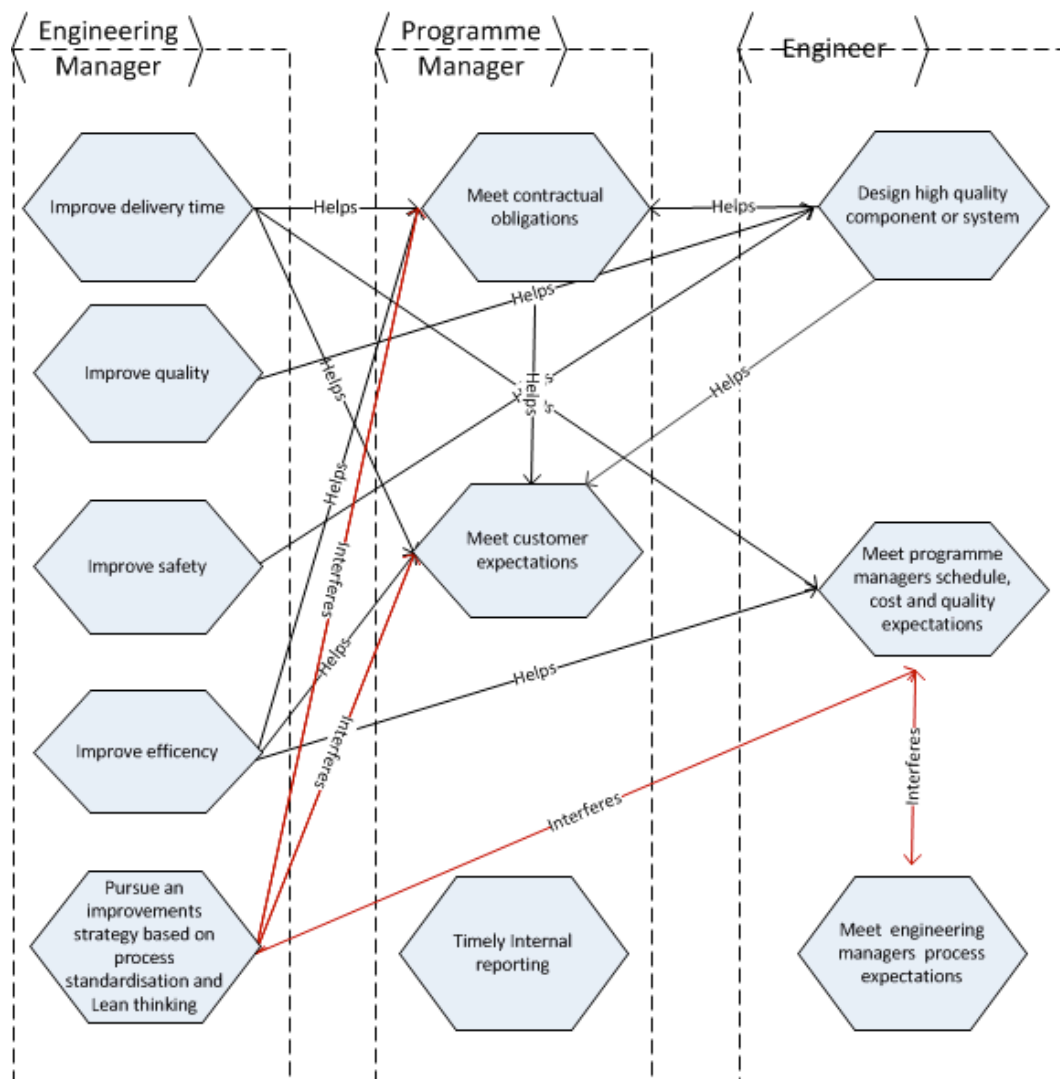 Engineering
Manager
Programme
Manager
Engineer
Improve delivery time
Helps
Meet contractual
obligations
Helps
Design high quality
component or system
Helps
Improve quality
Helps
Helps
Helps
Helps
Improve safety
Interferes
Meet customer
expectations
Meet programme
managers schedule,
cost and quality
expectations
Improve efficency
Helps
Helps
Interferes
Interferes
Interferes
Pursue an
improvements
strategy based on
process
standardisation and
Lean thinking
Timely Internal
reporting
Meet engineering
managers process
expectations